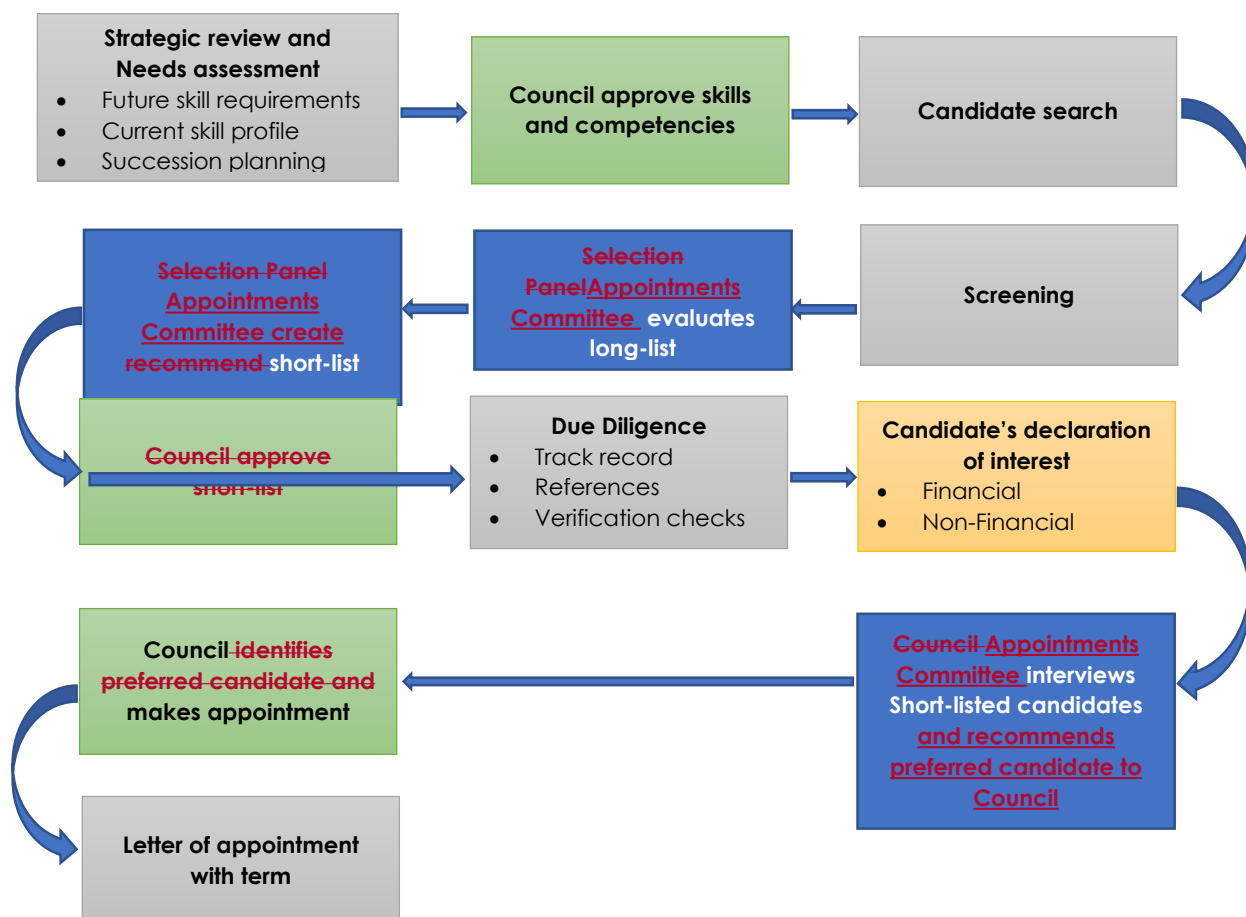 Strategic review and
Needs assessment
• Future skill requirements
• Current skill profile
• Succession planning
Council approve skills
and competencies
Candidate search
Selection Panel
Appointments
Committee create
recommend short-list
Selection
PanelAppointments
Committee evaluates
long-list
Screening
Council approve
short-list
Due Diligence
• Track record
• References
• Verification checks
Candidate’s declaration
of interest
• Financial
• Non-Financial
Council identifies
preferred candidate and
makes appointment
Council Appointments
Committee interviews
Short-listed candidates
and recommends
preferred candidate to
Council
Letter of appointment
with term